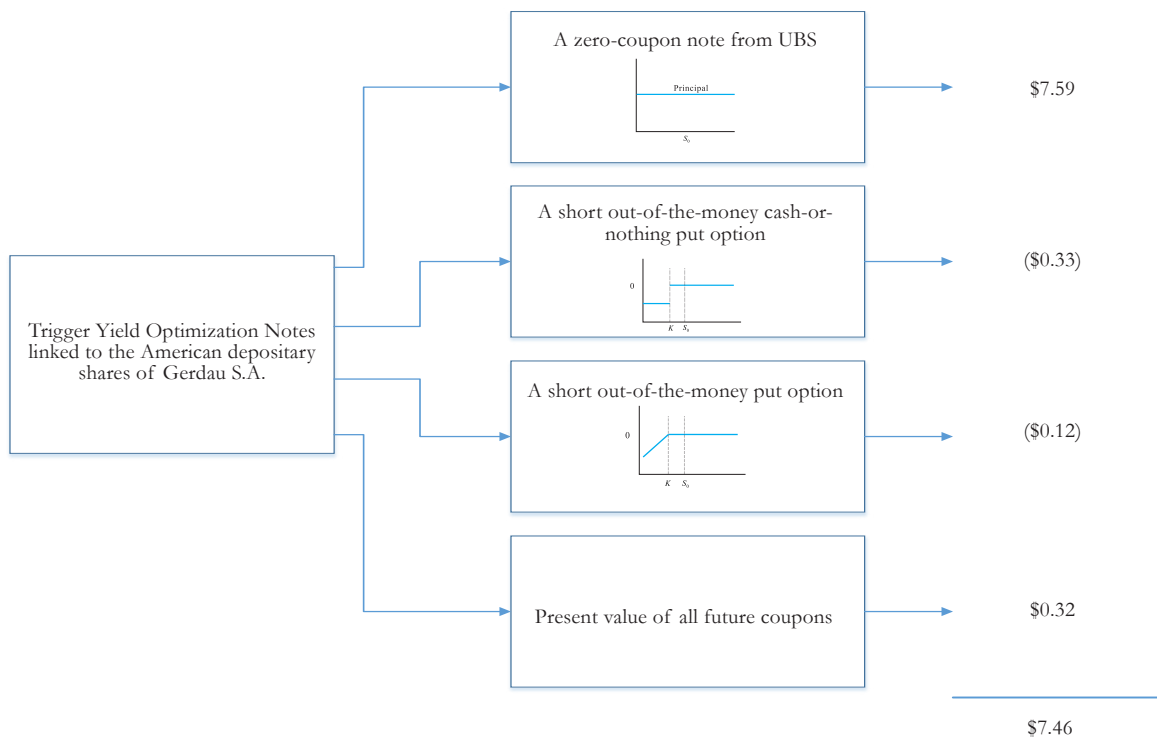 Trigger Yield Optimization Notes
linked to the American depositary
shares of Gerdau S.A.
A zero-coupon note from UBS
Principal
S₀
$7.59
A short out-of-the-money cash-or-
nothing put option
0
K S₀
($0.33)
A short out-of-the-money put option
0
K S₀
($0.12)
Present value of all future coupons
$0.32
$7.46